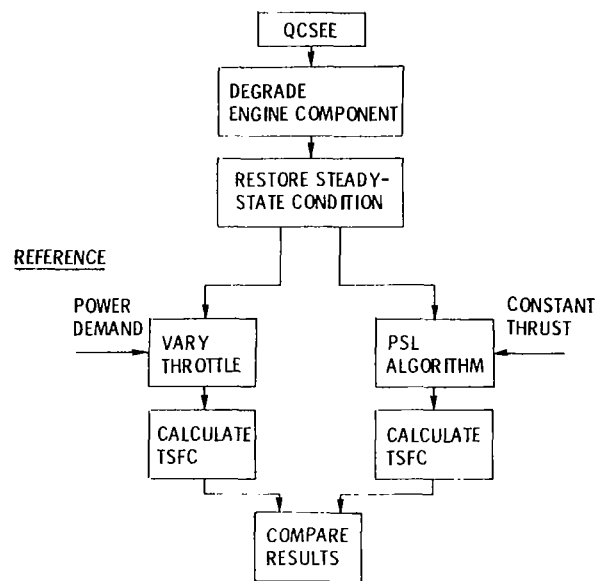 QCSEE
DEGRADE
ENGINE COMPONENT
RESTORE STEADY-
STATE CONDITION
REFERENCE
POWER
DEMAND
VARY
THROTTLE
PSL
ALGORITHM
CONSTANT
THRUST
CALCULATE
TSFC
CALCULATE
TSFC
COMPARE
RESULTS